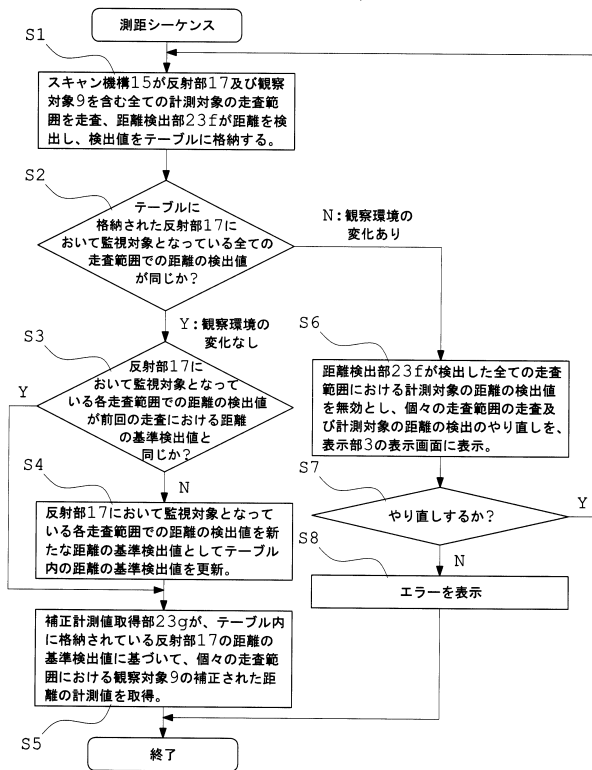 測距シーケンス
S1
スキャン機構15が反射部17及び観察
対象9を含む全ての計測対象の走査範
囲を走査、距離検出部23fが距離を検
出し、検出値をテーブルに格納する。
S2
テーブルに
格納された反射部17に
おいて監視対象となっている全ての
走査範囲での距離の検出値
が同じか?
N:観察環境の
変化あり
Y:観察環境の
変化なし
S3
反射部17に
おいて監視対象となって
いる各走査範囲での距離の検出値
が前回の走査における距離
の基準検出値と
同じか?
Y
N
S4
反射部17において監視対象となって
いる各走査範囲での距離の検出値を新
たな距離の基準検出値としてテーブル
内の距離の基準検出値を更新。
補正計測値取得部23gが、テーブル内
に格納されている反射部17の距離の
基準検出値に基づいて、個々の走査範
囲における観察対象9の補正された距
離の計測値を取得。
S5
S6
距離検出部23fが検出した全ての走査
範囲における計測対象の距離の検出値
を無効とし、個々の走査範囲の走査及
び計測対象の距離の検出のやり直しを、
表示部3の表示画面に表示。
S7
やり直しするか?
Y
N
S8
エラーを表示
終了